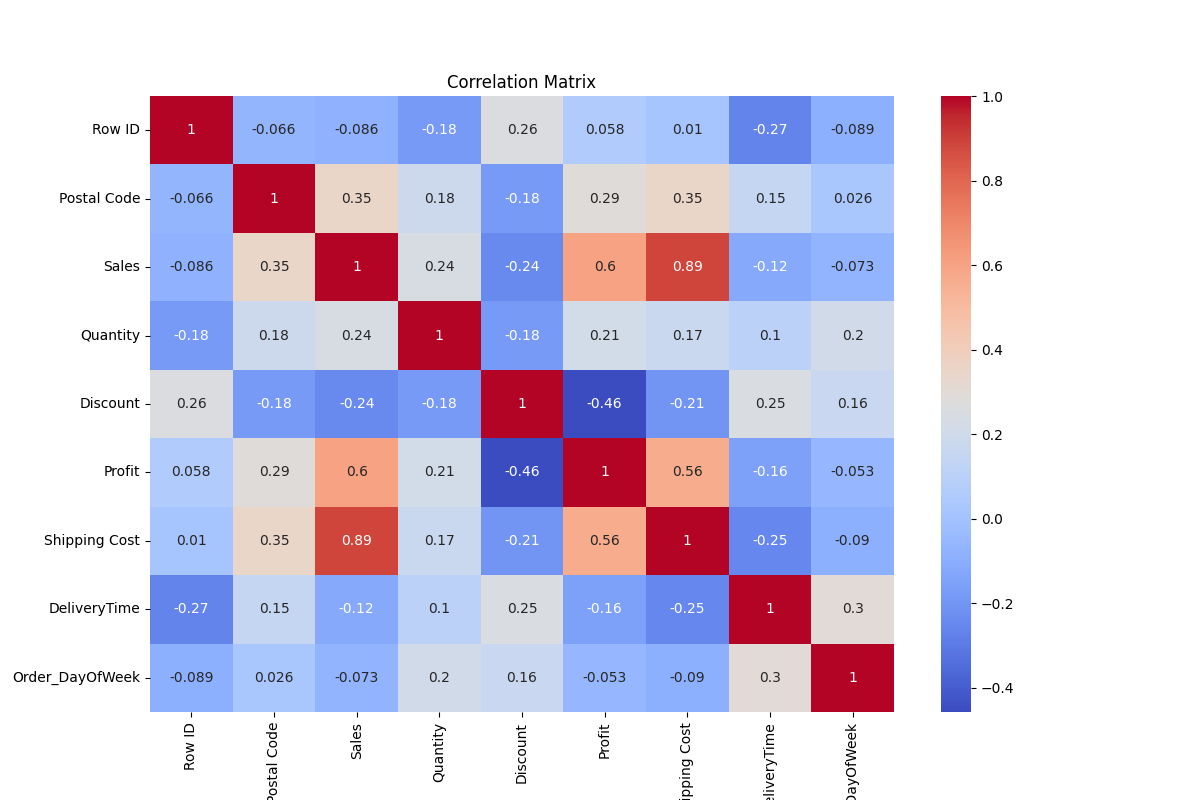 Correlation Matrix
Row ID 1 -0.066 -0.086 -0.18 0.26 0.058 0.01 -0.27 -0.089
Postal Code -0.066 1 0.35 0.18 -0.18 0.29 0.35 0.15 0.026
Sales -0.086 0.35 1 0.24 -0.24 0.6 0.89 -0.12 -0.073
Quantity -0.18 0.18 0.24 1 -0.18 0.21 0.17 0.1 0.2
Discount 0.26 -0.18 -0.24 -0.18 1 -0.46 -0.21 0.25 0.16
Profit 0.058 0.29 0.6 0.21 -0.46 1 0.56 -0.16 -0.053
Shipping Cost 0.01 0.35 0.89 0.17 -0.21 0.56 1 -0.25 -0.09
DeliveryTime -0.27 0.15 -0.12 0.1 0.25 -0.16 -0.25 1 0.3
Order_DayOfWeek -0.089 0.026 -0.073 0.2 0.16 -0.053 -0.09 0.3 1
Row ID
Postal Code
Sales
Quantity
Discount
Profit
ipping Cost
eliveryTime
DayOfWeek
1.0
0.8
0.6
0.4
0.2
0.0
−0.2
−0.4